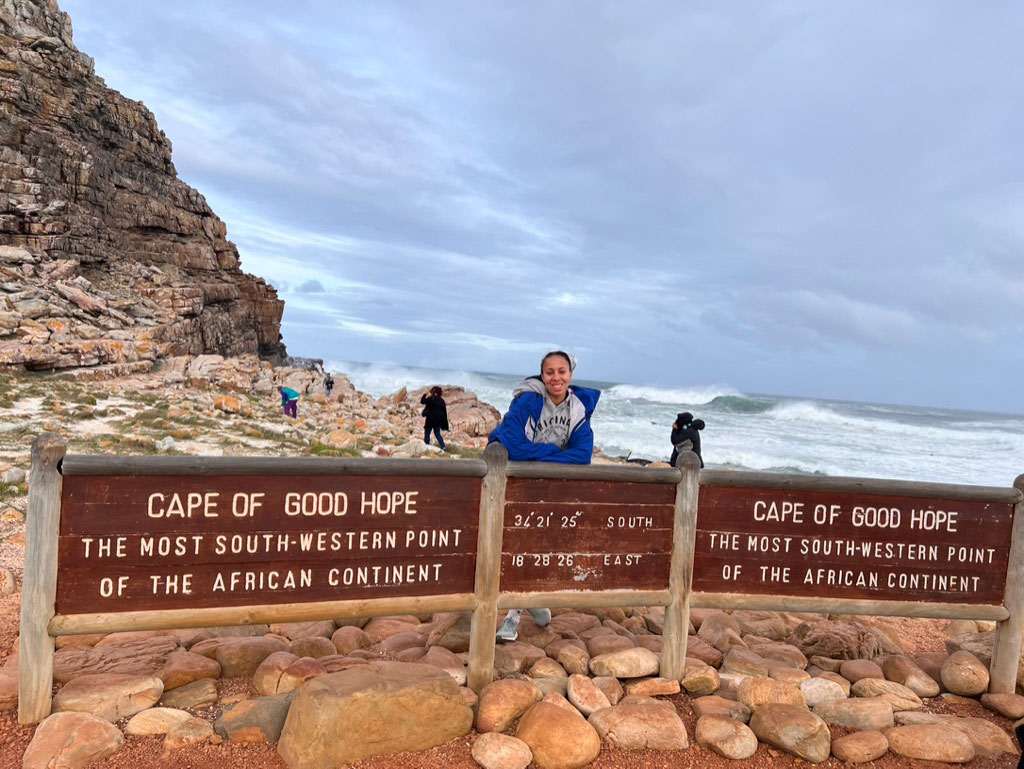 CAPE OF GOOD HOPE
THE MOST SOUTH-WESTERN POINT
OF THE AFRICAN CONTINENT
34° 21' 25" SOUTH
18° 28' 26" EAST
CAPE OF GOOD HOPE
THE MOST SOUTH-WESTERN POINT
OF THE AFRICAN CONTINENT